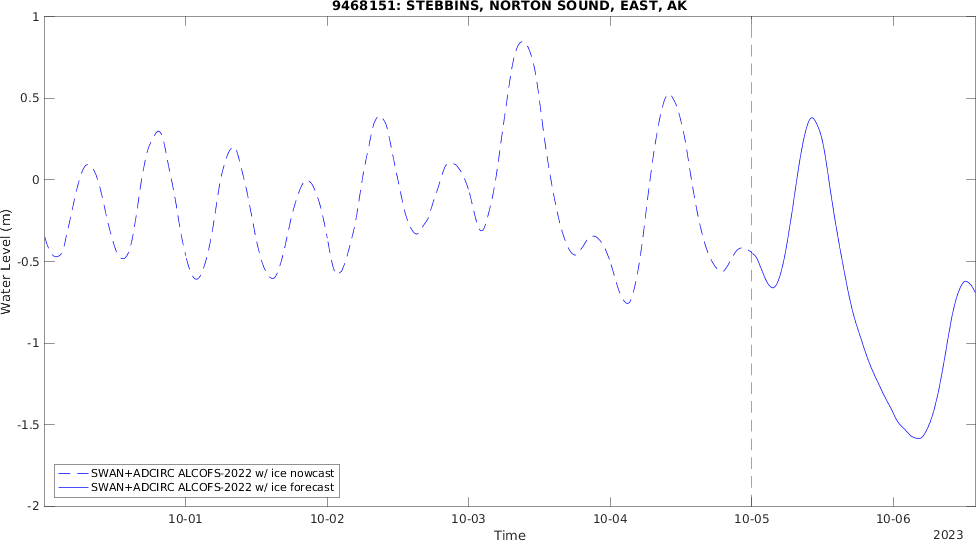 9468151: STEBBINS, NORTON SOUND, EAST, AK
Water Level (m)
1
0.5
0
-0.5
-1
-1.5
-2
SWAN+ADCIRC ALCOFS-2022 w/ ice nowcast
SWAN+ADCIRC ALCOFS-2022 w/ ice forecast
10-01 10-02 10-03 10-04 10-05 10-06
Time
2023